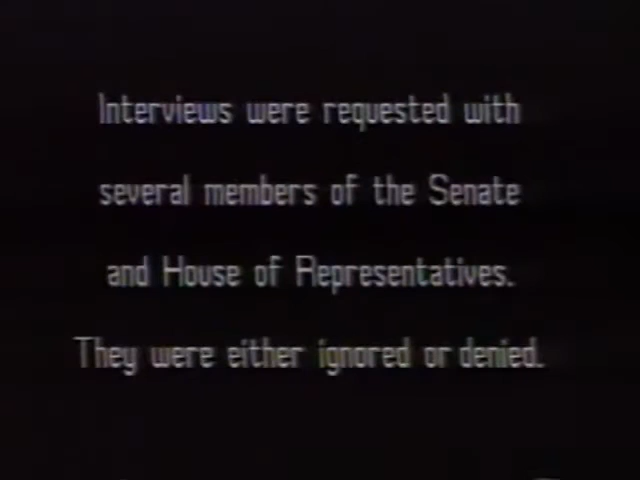 Interviews were requested with
several members of the Senate
and House of Representatives.
They were either ignored or denied.